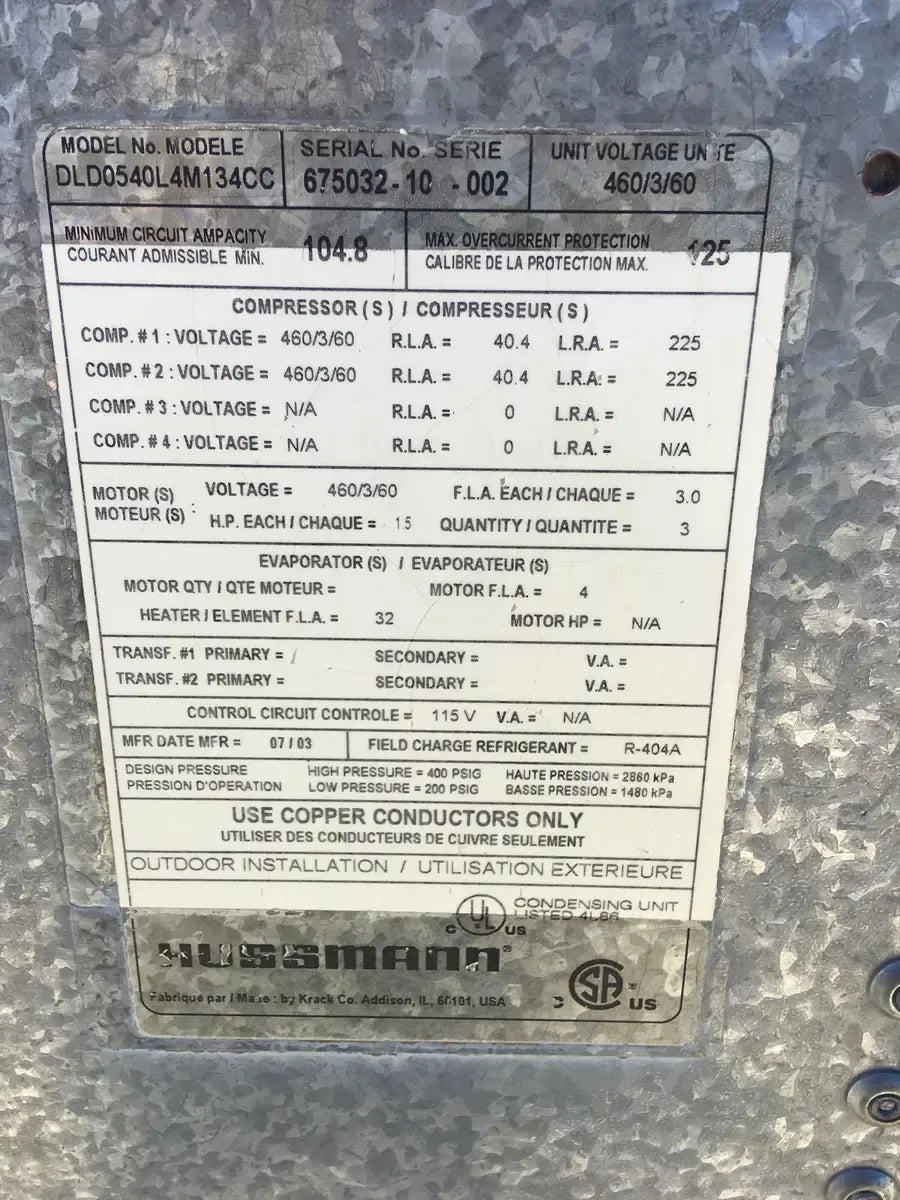 MODEL No. MODELE
DLD0540L4M134CC
SERIAL No. SERIE
675032-10 -002
UNIT VOLTAGE UNITE
460/3/60
MINIMUM CIRCUIT AMPACITY
COURANT ADMISSIBLE MIN.
104.8
MAX. OVERCURRENT PROTECTION
CALIBRE DE LA PROTECTION MAX.
125
COMPRESSOR (S) / COMPRESSEUR (S)
COMP. # 1 : VOLTAGE = 460/3/60 R.L.A. = 40.4 L.R.A. = 225
COMP. # 2 : VOLTAGE = 460/3/60 R.L.A. = 40.4 L.R.A. = 225
COMP. # 3 : VOLTAGE = N/A R.L.A. = 0 L.R.A. = N/A
COMP. # 4 : VOLTAGE = N/A R.L.A. = 0 L.R.A. = N/A
MOTOR (S)
MOTEUR (S) :
VOLTAGE = 460/3/60 F.L.A. EACH / CHAQUE = 3.0
H.P. EACH / CHAQUE = 1.5 QUANTITY / QUANTITE = 3
EVAPORATOR (S) / EVAPORATEUR (S)
MOTOR QTY / QTE MOTEUR = MOTOR F.L.A. = 4
HEATER / ELEMENT F.L.A. = 32 MOTOR HP = N/A
TRANSF. #1 PRIMARY = SECONDARY = V.A. =
TRANSF. #2 PRIMARY = SECONDARY = V.A. =
CONTROL CIRCUIT CONTROLE = 115 V V.A. = N/A
MFR DATE MFR = 07 / 03 FIELD CHARGE REFRIGERANT = R-404A
DESIGN PRESSURE HIGH PRESSURE = 400 PSIG HAUTE PRESSION = 2860 kPa
PRESSION D'OPERATION LOW PRESSURE = 200 PSIG BASSE PRESSION = 1480 kPa
USE COPPER CONDUCTORS ONLY
UTILISER DES CONDUCTEURS DE CUIVRE SEULEMENT
OUTDOOR INSTALLATION / UTILISATION EXTERIEURE
C UL US
CONDENSING UNIT
LISTED 4L66
HUSSMANN®
Fabrique par / Made : by Krack Co. Addison, IL, 60101, USA
C SA ® US